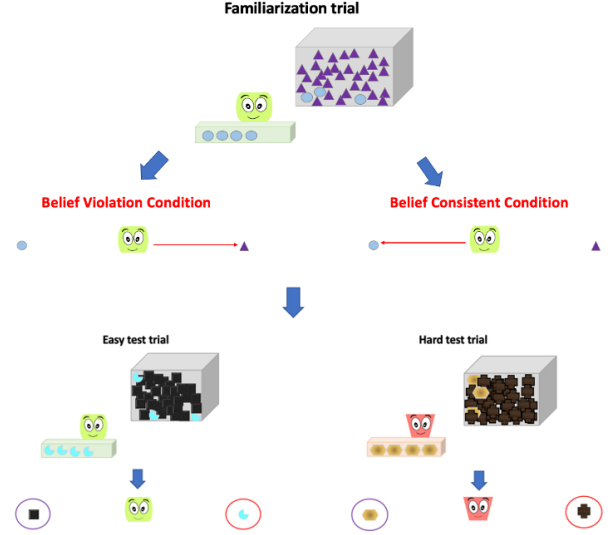 Familiarization trial
Belief Violation Condition
Belief Consistent Condition
Easy test trial
Hard test trial